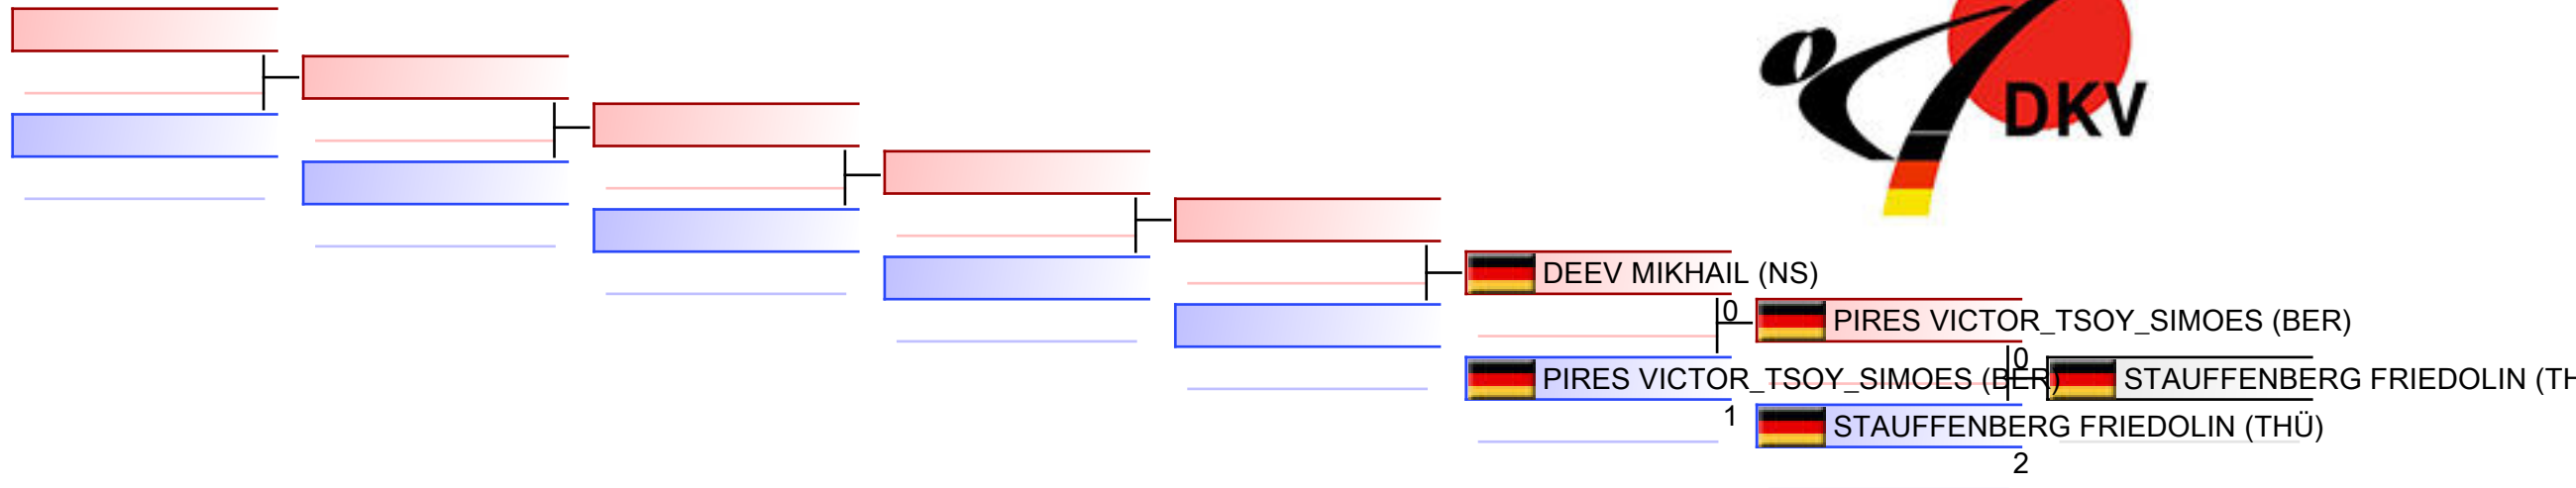 DKV
DEEV MIKHAIL (NS)
0
PIRES VICTOR_TSOY_SIMOES (BER)
0
PIRES VICTOR_TSOY_SIMOES (BER)
STAUFFENBERG FRIEDOLIN (TH
1
STAUFFENBERG FRIEDOLIN (THÜ)
2